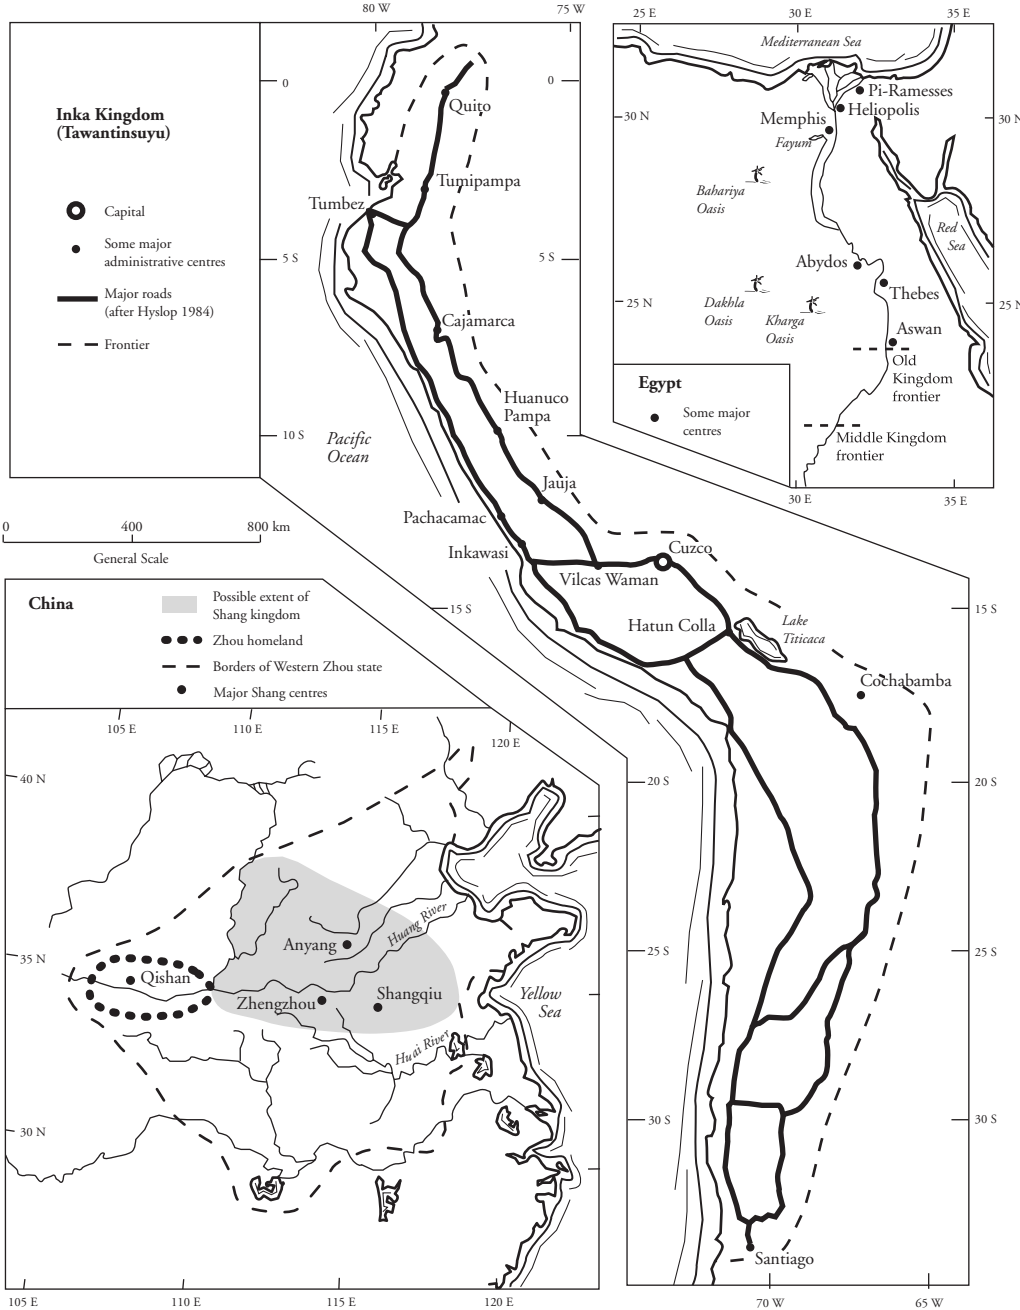 80 W
75 W
0
0
Inka Kingdom
(Tawantinsuyu)
Capital
Some major
administrative centres
Major roads
(after Hyslop 1984)
Frontier
Quito
Tumipampa
Tumbez
5 S
5 S
Cajamarca
Huanuco
Pampa
10 S
Pacific
Ocean
Jauja
Pachacamac
Inkawasi
Cuzco
Vilcas Waman
15 S
15 S
Hatun Colla
Lake
Titicaca
Cochabamba
20 S
20 S
25 S
25 S
30 S
30 S
Santiago
70 W
65 W
25 E
30 E
35 E
Mediterranean Sea
Pi-Ramesses
Heliopolis
30 N
30 N
Memphis
Fayum
Bahariya
Oasis
Red
Sea
Abydos
Thebes
25 N
25 N
Dakhla
Oasis
Kharga
Oasis
Aswan
Old
Kingdom
frontier
Egypt
Some major
centres
Middle Kingdom
frontier
30 E
35 E
0
400
800 km
General Scale
China
Possible extent of
Shang kingdom
Zhou homeland
Borders of Western Zhou state
Major Shang centres
105 E
110 E
115 E
120 E
40 N
Anyang
Huang River
35 N
Qishan
Zhengzhou
Shangqiu
Yellow
Sea
Huai River
30 N
105 E
110 E
115 E
120 E